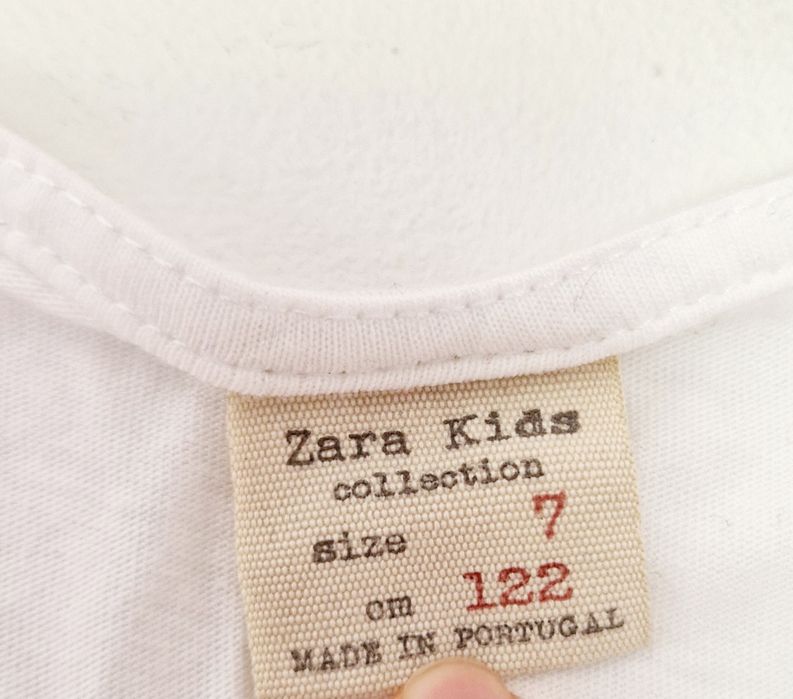 Zara Kids
collection
size 7
cm 122
MADE IN PORTUGAL